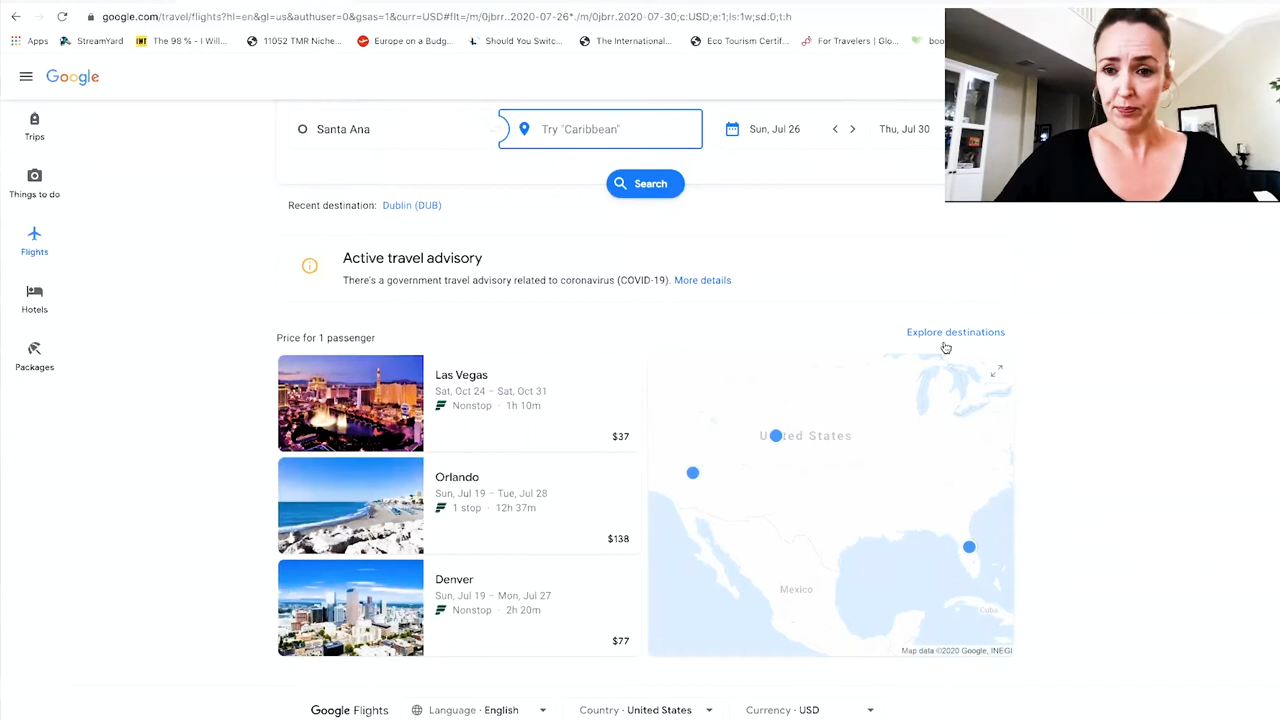 google.com/travel/flights?hl=en&gl=us&authuser=0&gsas=1&curr=USD#flt=/m/0jbrr..2020-07-26*./m/0jbrr.2020-07-30;c:USD;e:1;ls:1w;sd:0;t:h
Apps StreamYard The 98 % - I Will... 11052 TMR Niche... Europe on a Budg... Should You Switc... The International... Eco Tourism Certif... For Travelers | Glo... boo
Google
Trips
Things to do
Flights
Hotels
Packages
Santa Ana Try "Caribbean" Sun, Jul 26 Thu, Jul 30
Search
Recent destination: Dublin (DUB)
Active travel advisory
There's a government travel advisory related to coronavirus (COVID-19). More details
Explore destinations
Price for 1 passenger
Las Vegas
Sat, Oct 24 – Sat, Oct 31
Nonstop · 1h 10m
$37
Orlando
Sun, Jul 19 – Tue, Jul 28
1 stop · 12h 37m
$138
Denver
Sun, Jul 19 – Mon, Jul 27
Nonstop · 2h 20m
$77
United States
Mexico
Cuba
Map data ©2020 Google, INEGI
Google Flights Language · English Country · United States Currency · USD